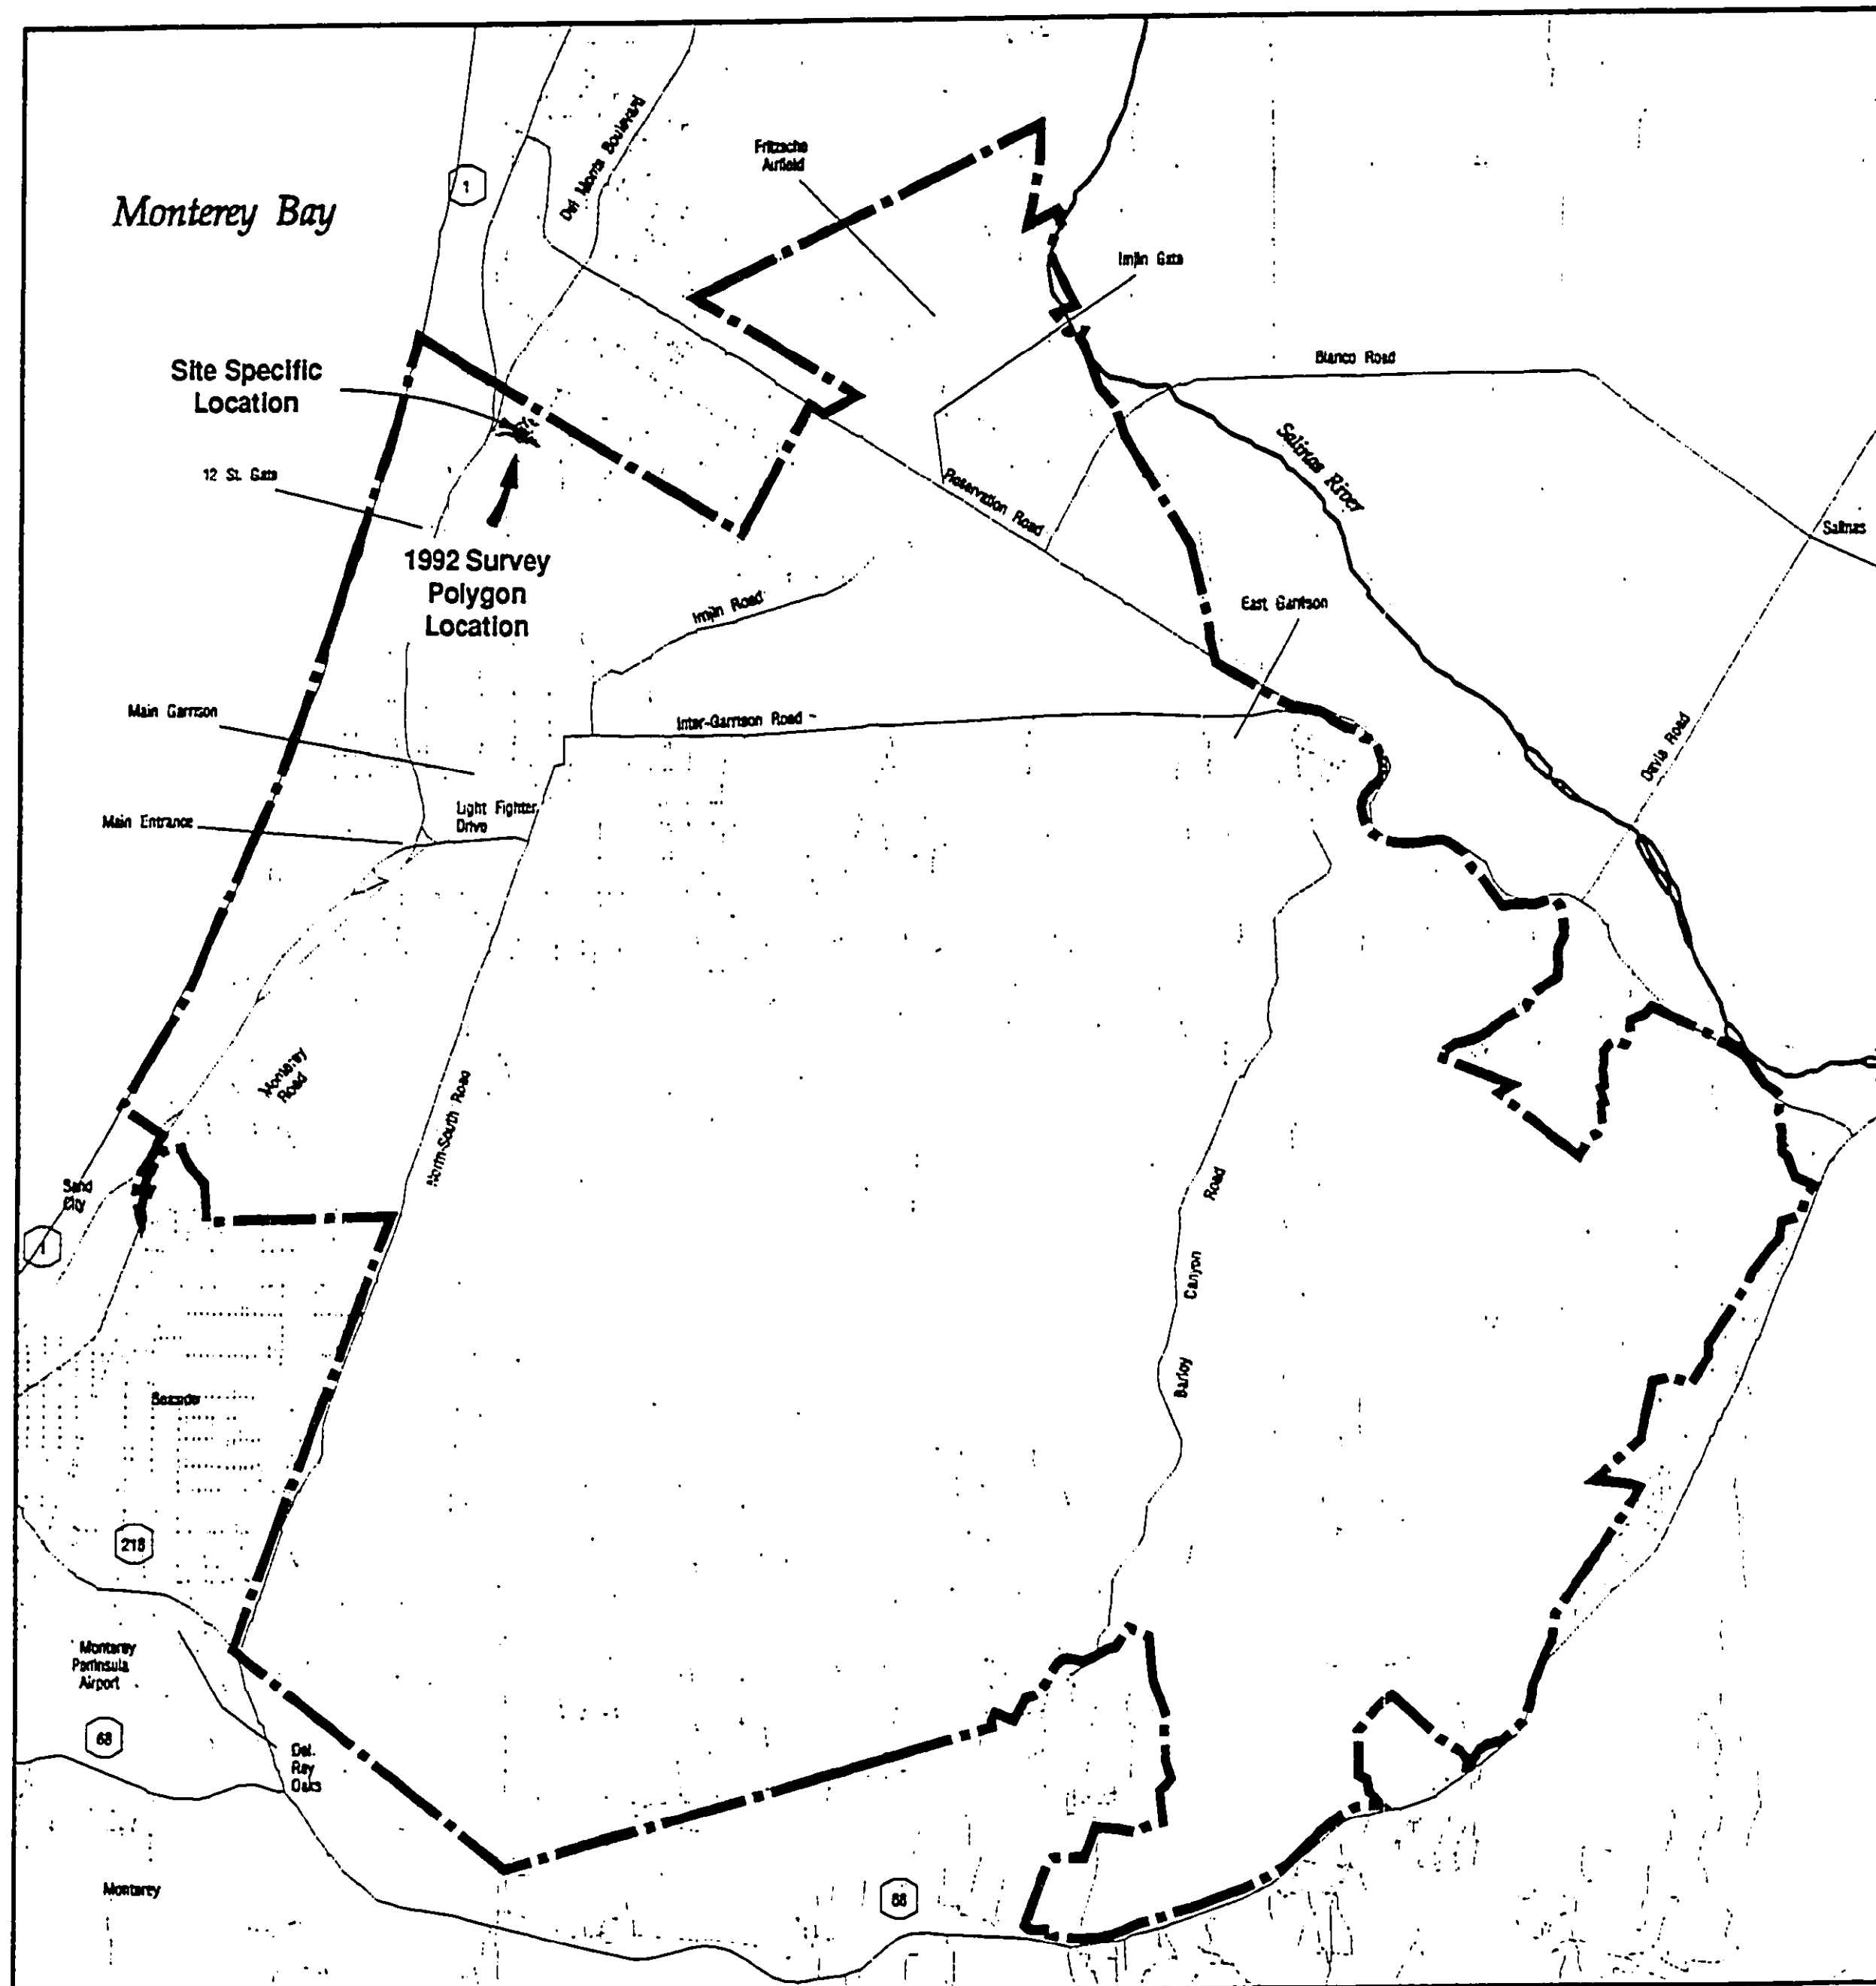 Monterey Bay
1
Del Monte Boulevard
Fritzsche
Airfield
Imjin Gate
Site Specific
Location
Blanco Road
12 St. Gate
Salinas River
Reservation Road
Salinas
1992 Survey
Polygon
Location
Imjin Road
East Garrison
Main Garrison
Inter-Garrison Road
Davis Road
Main Entrance
Light Fighter
Drive
Monterey
Road
North-South Road
Sand
City
1
Barloy Canyon Road
Seaside
218
Monterey
Peninsula
Airport
68
Del
Rey
Oaks
Monterey
68